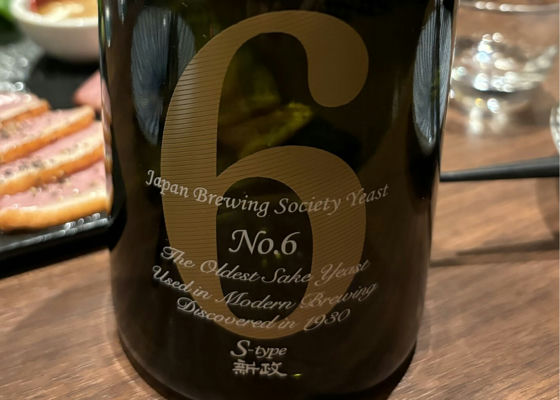 6
Japan Brewing Society Yeast
No.6
The Oldest Sake Yeast
Used in Modern Brewing
Discovered in 1930
S-type
新政